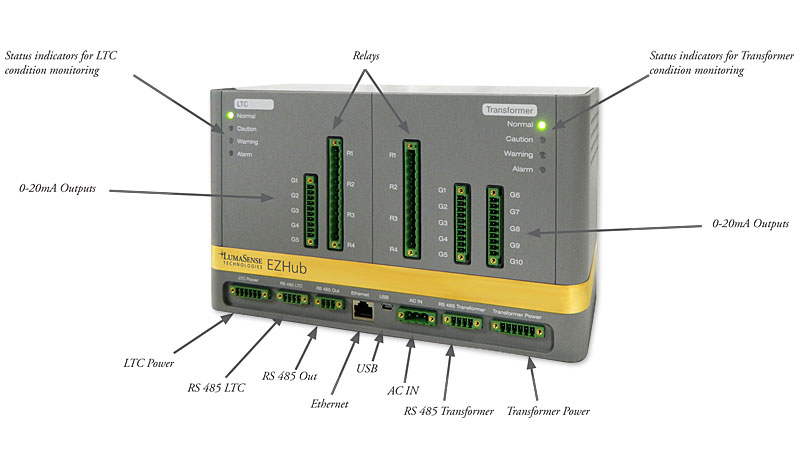 Status indicators for LTC
condition monitoring
Relays
Status indicators for Transformer
condition monitoring
LTC
Normal
Caution
Warning
Alarm
Transformer
Normal
Caution
Warning
Alarm
R1
R2
R3
R4
R1
R2
R3
R4
G1
G2
G3
G4
G5
G1
G2
G3
G4
G5
G6
G7
G8
G9
G10
0-20mA Outputs
0-20mA Outputs
LUMASENSE
TECHNOLOGIES
EZHub
LTC Power
RS 485 LTC
RS 485 Out
Ethernet
USB
AC IN
RS 485 Transformer
Transformer Power
LTC Power
RS 485 LTC
RS 485 Out
Ethernet
USB
AC IN
RS 485 Transformer
Transformer Power